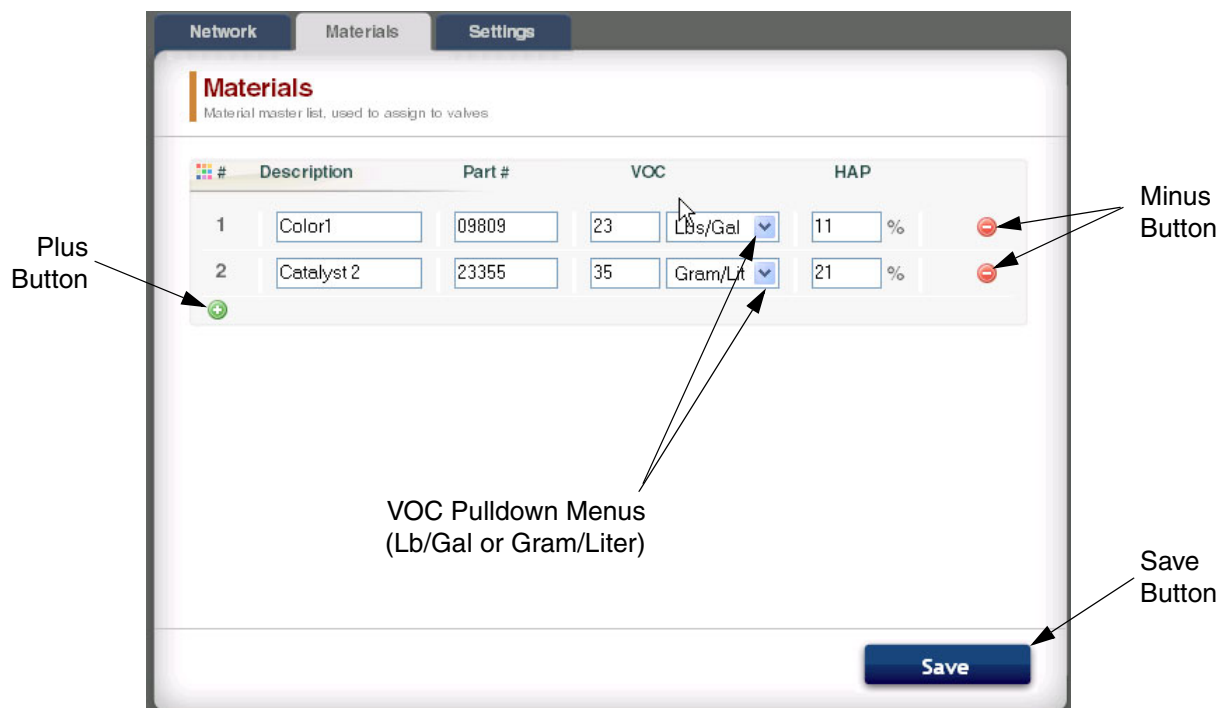 Network Materials Settings
Materials
Material master list, used to assign to valves
# Description Part # VOC HAP
1 Color1 09809 23 Lbs/Gal 11 %
2 Catalyst 2 23355 35 Gram/Lit 21 %
Plus
Button
Minus
Button
VOC Pulldown Menus
(Lb/Gal or Gram/Liter)
Save
Button
Save